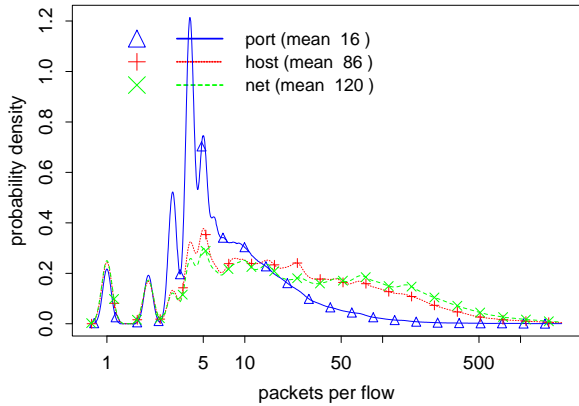 port (mean 16 )
host (mean 86 )
net (mean 120 )
probability density
1.2
1.0
0.8
0.6
0.4
0.2
0.0
1 5 10 50 500
packets per flow